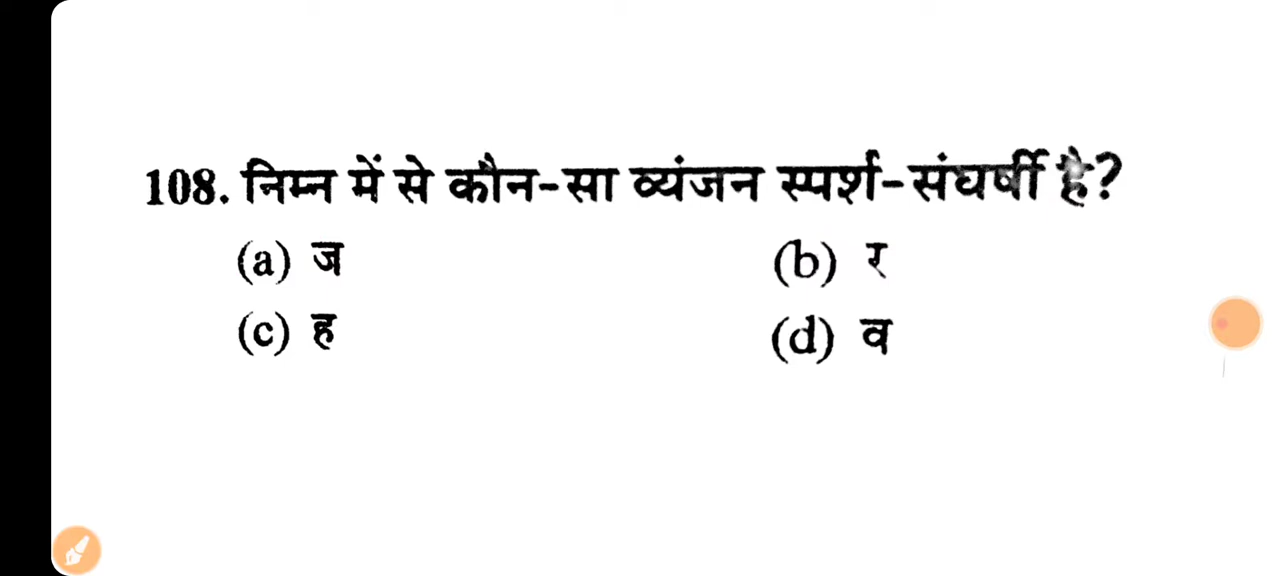 108. निम्न में से कौन-सा व्यंजन स्पर्श-संघर्षी है?
(a) ज (b) र
(c) ह (d) व